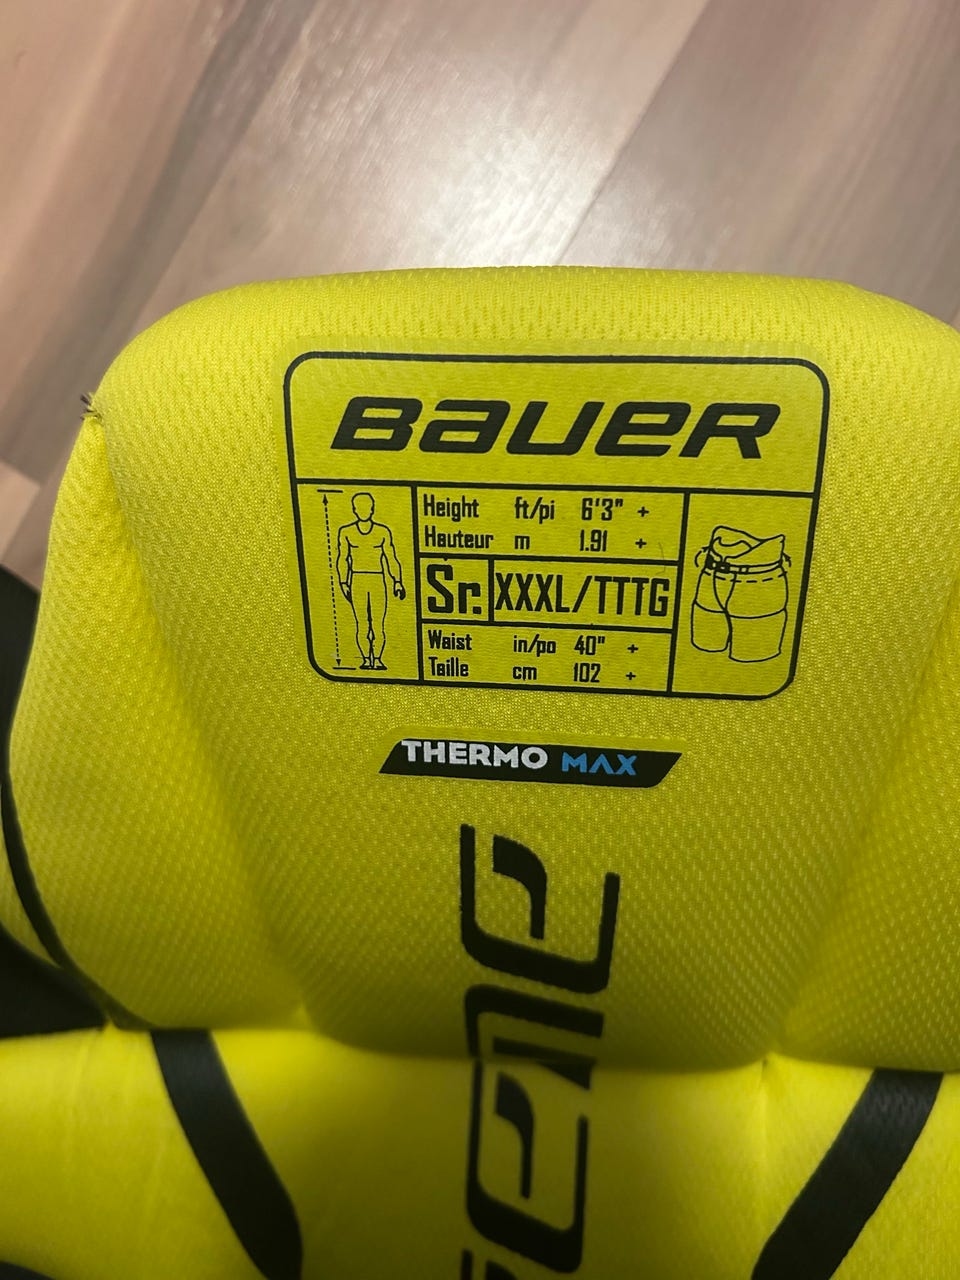 BAUER
Height ft/pi 6'3" +
Hauteur m 1.91 +
Sr. XXXL/TTTG
Waist in/po 40" +
Taille cm 102 +
THERMO MAX